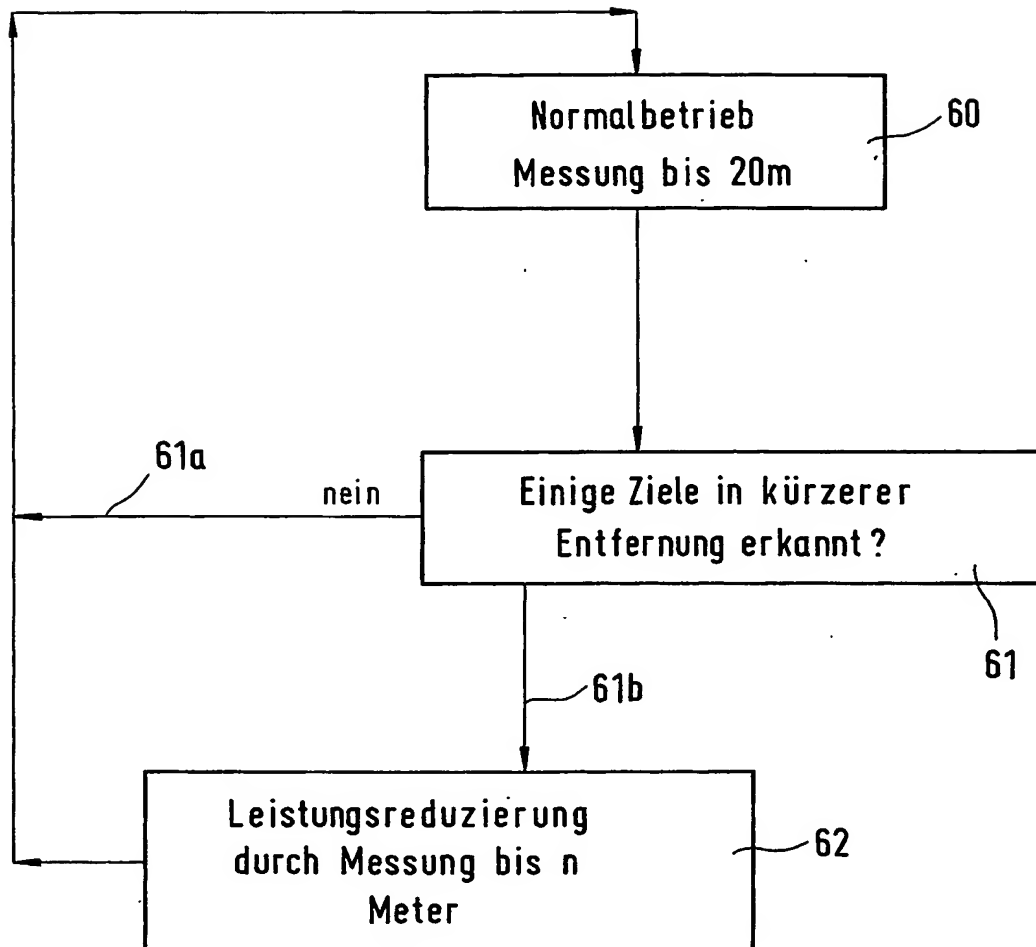 Normalbetrieb
Messung bis 20m
60
61a
nein
Einige Ziele in kürzerer
Entfernung erkannt?
61
61b
Leistungsreduzierung
durch Messung bis n
Meter
62